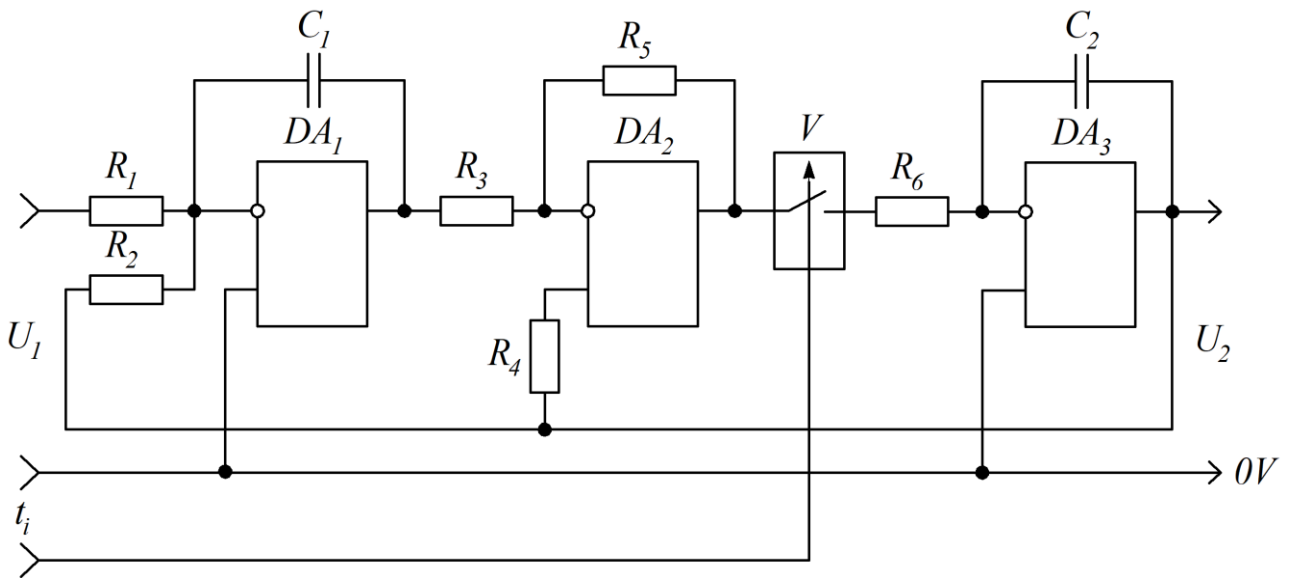 C₁
R₅
C₂
DA₁
DA₂
V
DA₃
R₁
R₃
R₆
R₂
U₁
R₄
U₂
0V
tᵢ